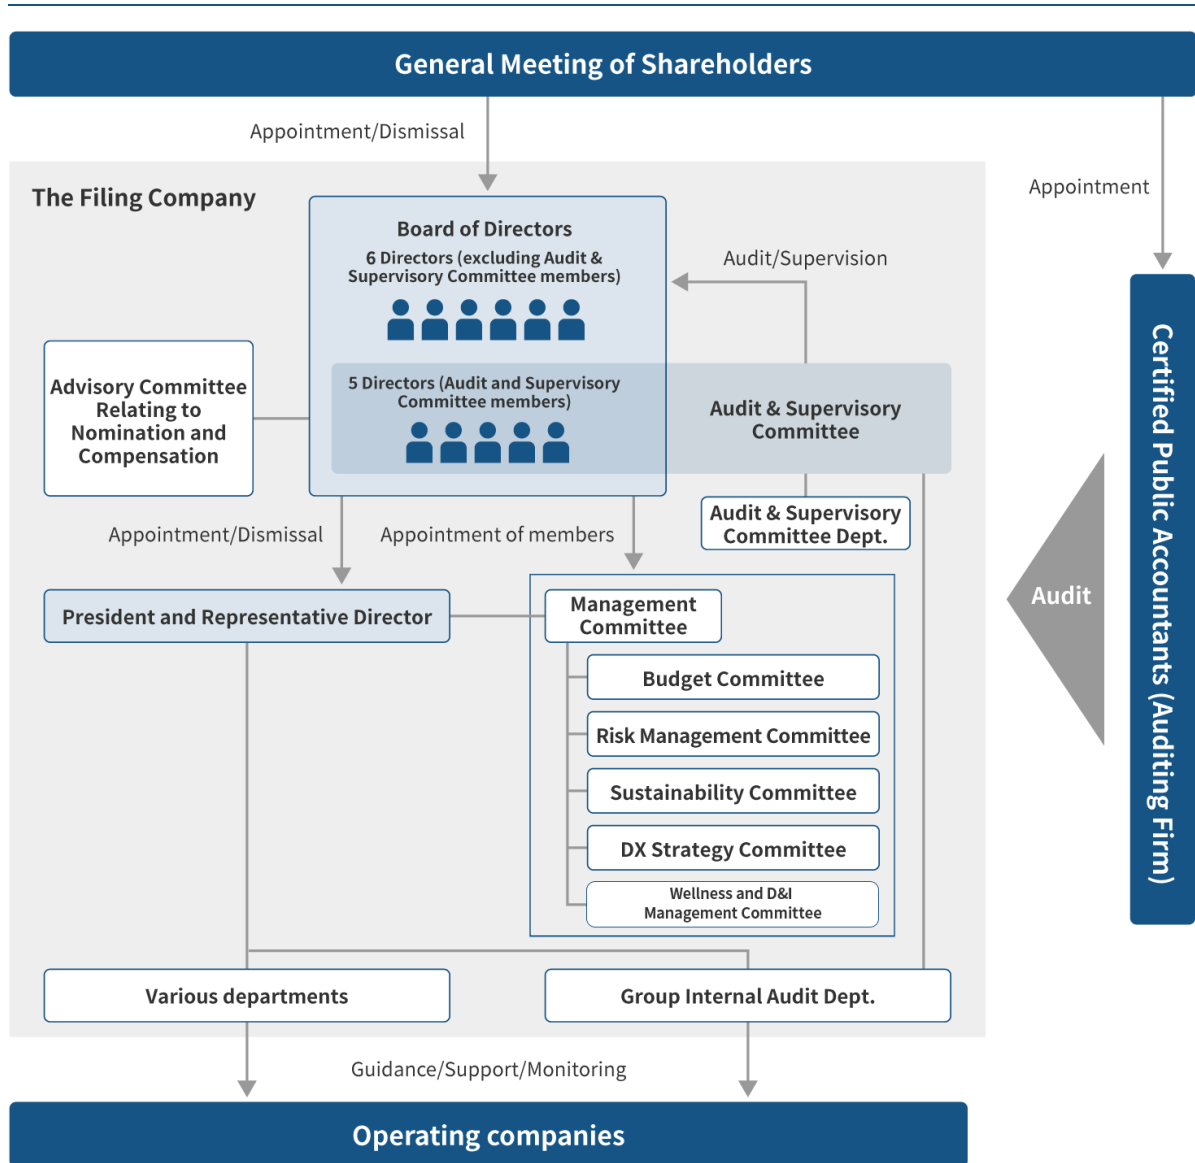 General Meeting of Shareholders
Appointment/Dismissal
Appointment
The Filing Company
Board of Directors
6 Directors (excluding Audit &
Supervisory Committee members)
Audit/Supervision
5 Directors (Audit and Supervisory
Committee members)
Audit & Supervisory
Committee
Advisory Committee
Relating to
Nomination and
Compensation
Audit & Supervisory
Committee Dept.
Appointment/Dismissal
Appointment of members
President and Representative Director
Management
Committee
Budget Committee
Risk Management Committee
Sustainability Committee
DX Strategy Committee
Wellness and D&I
Management Committee
Audit
Certified Public Accountants (Auditing Firm)
Various departments
Group Internal Audit Dept.
Guidance/Support/Monitoring
Operating companies